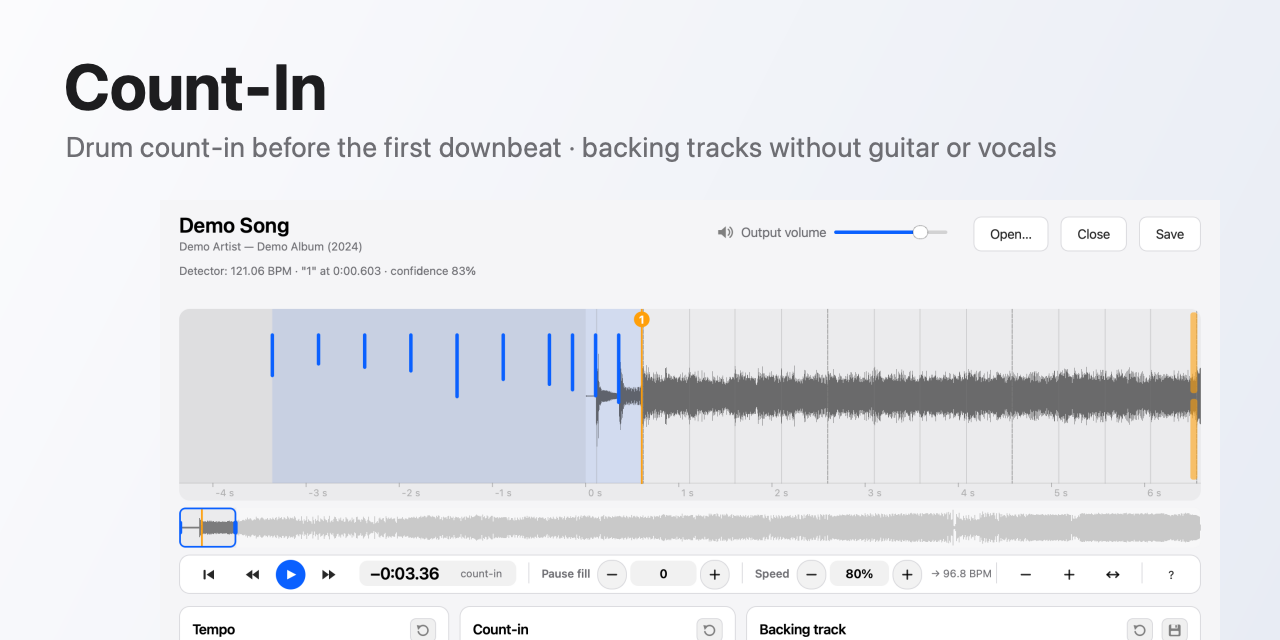 Count-In
Drum count-in before the first downbeat · backing tracks without guitar or vocals
Demo Song
Demo Artist — Demo Album (2024)
Detector: 121.06 BPM · "1" at 0:00.603 · confidence 83%
Output volume
Open...
Close
Save
1
-4 s -3 s -2 s -1 s 0 s 1 s 2 s 3 s 4 s 5 s 6 s
−0:03.36 count-in Pause fill − 0 + Speed − 80% + → 96.8 BPM − + ↔ ?
Tempo
Count-in
Backing track